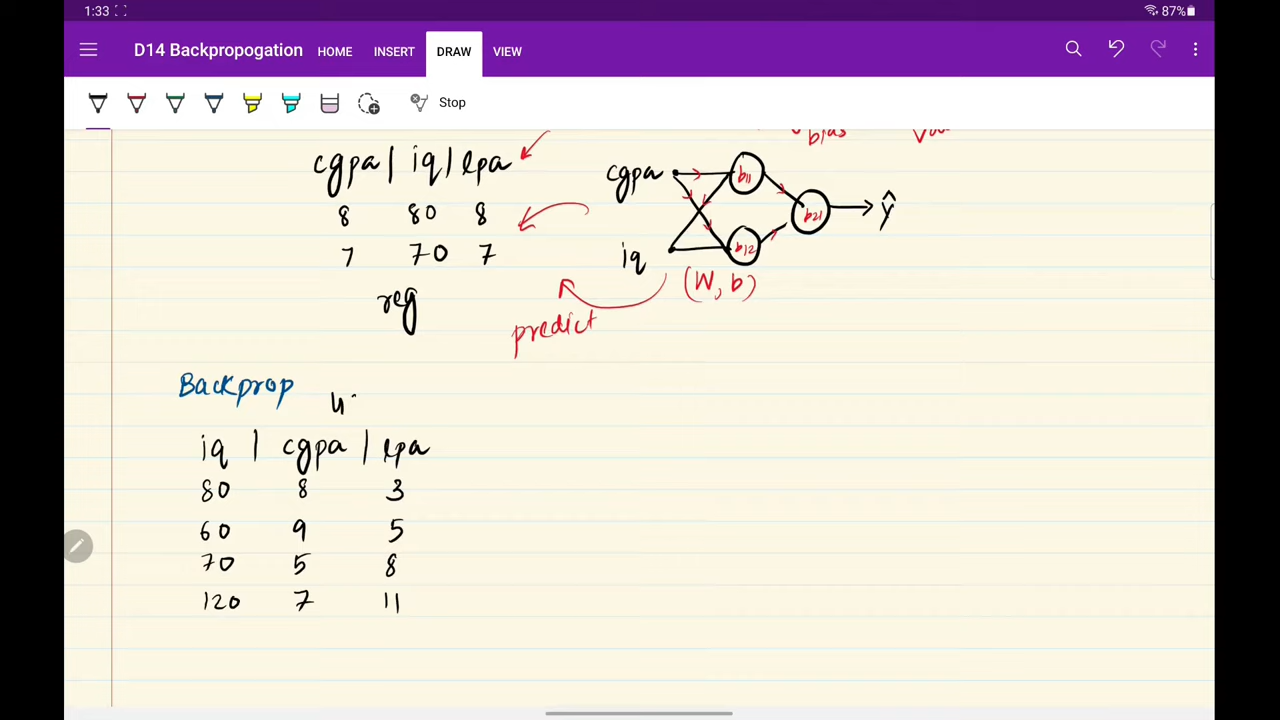 1:33 87%
D14 Backpropogation HOME INSERT DRAW VIEW
Stop
bias
cgpa | iq | lpa
8 80 8
7 70 7
reg
cgpa
iq
b11
b12
b21
ŷ
(W, b)
predict
Backprop
iq | cgpa | lpa
80 8 3
60 9 5
70 5 8
120 7 11